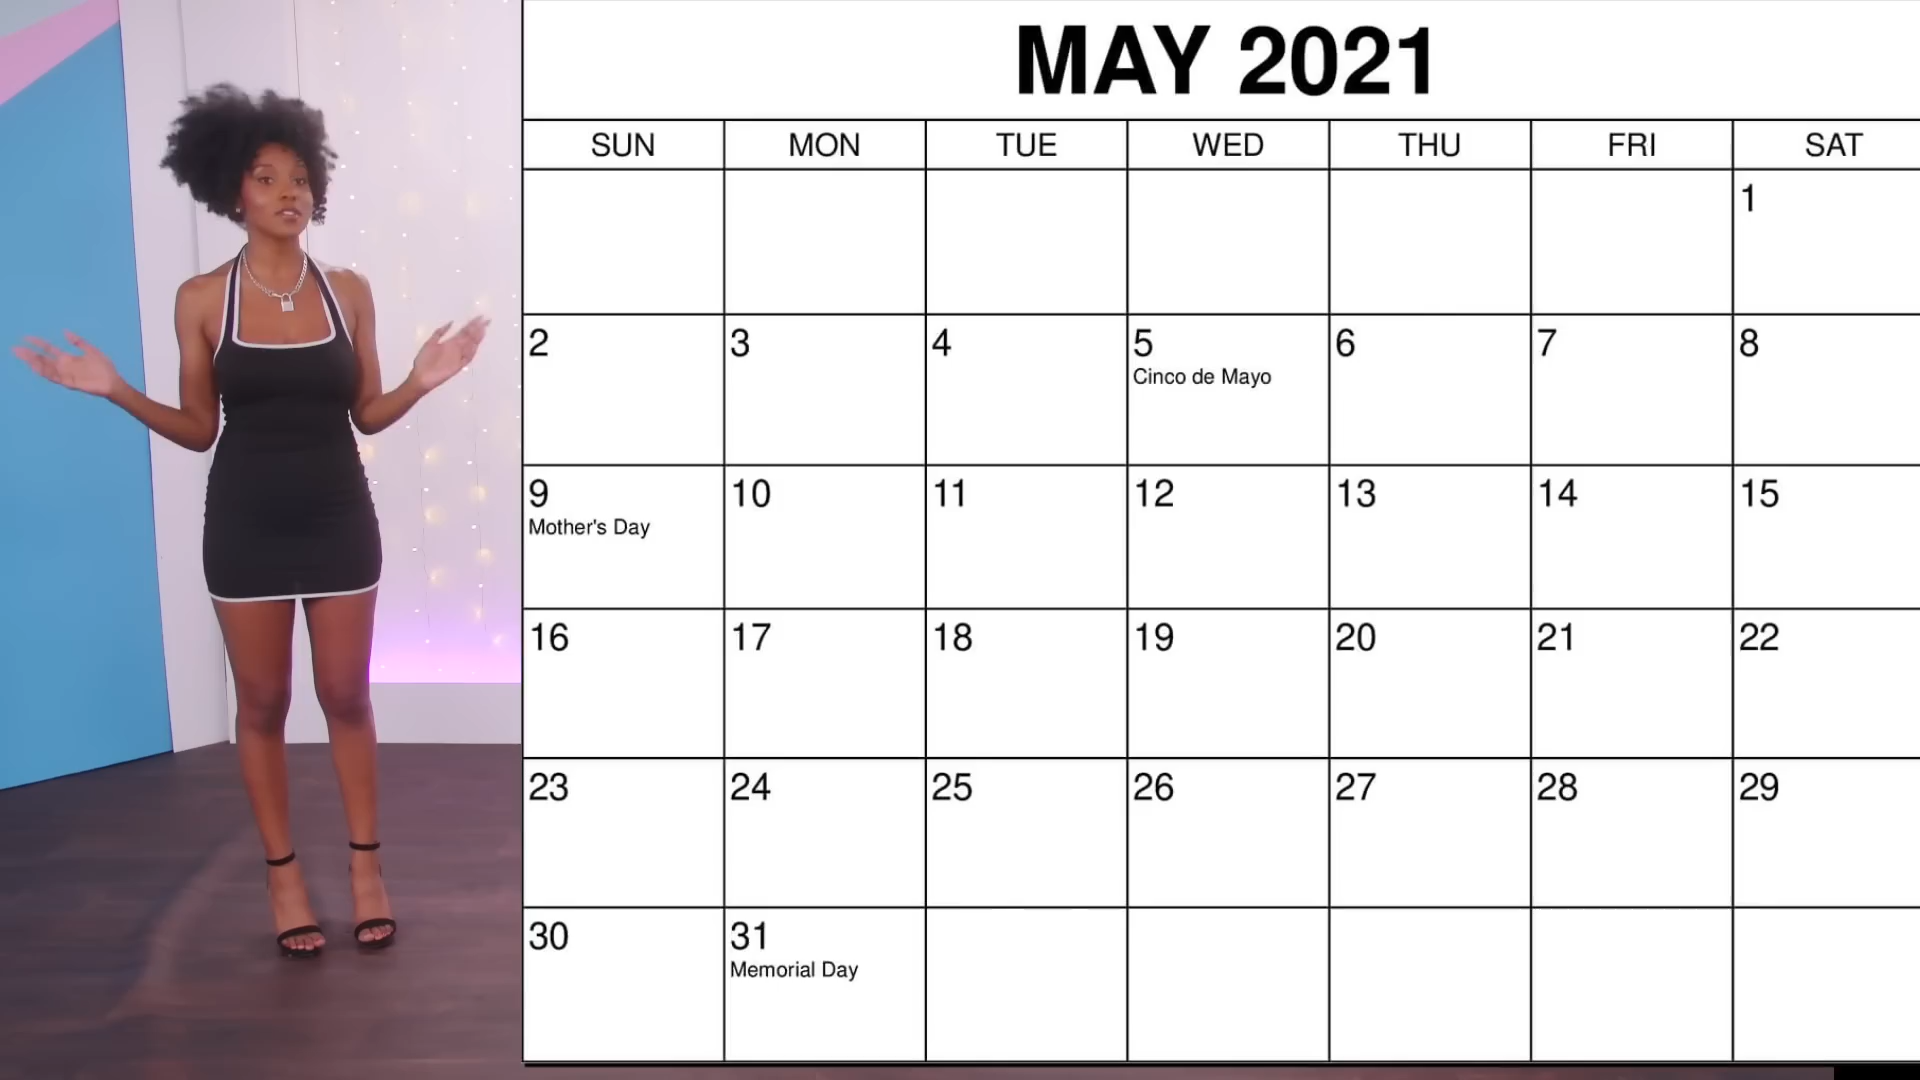 MAY 2021
SUN MON TUE WED THU FRI SAT
1
2 3 4 5 6 7 8
Cinco de Mayo
9 10 11 12 13 14 15
Mother's Day
16 17 18 19 20 21 22
23 24 25 26 27 28 29
30 31
Memorial Day